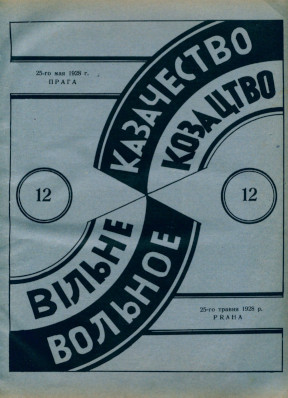 25-го мая 1928 г.
ПРАГА
КАЗАЧЕСТВО
КОЗАЦТВО
12
12
ВІЛЬНЕ
ВОЛЬНОЕ
25-го травня 1928 р.
PRAHA